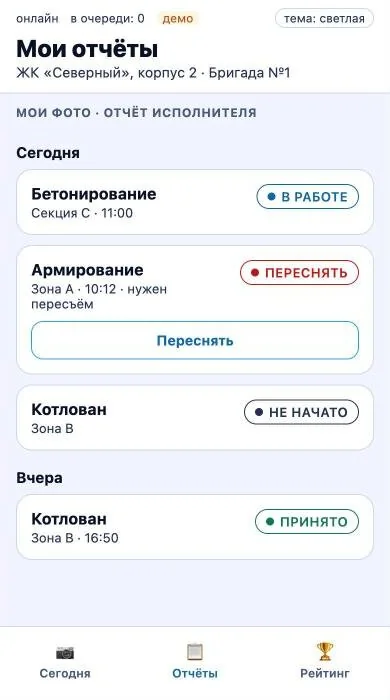 онлайн в очереди: 0 демо тема: светлая
Мои отчёты
ЖК «Северный», корпус 2 · Бригада №1
МОИ ФОТО · ОТЧЁТ ИСПОЛНИТЕЛЯ
Сегодня
Бетонирование В РАБОТЕ
Секция С · 11:00
Армирование ПЕРЕСНЯТЬ
Зона А · 10:12 · нужен
пересъём
Переснять
Котлован НЕ НАЧАТО
Зона В
Вчера
Котлован ПРИНЯТО
Зона В · 16:50
Сегодня Отчёты Рейтинг